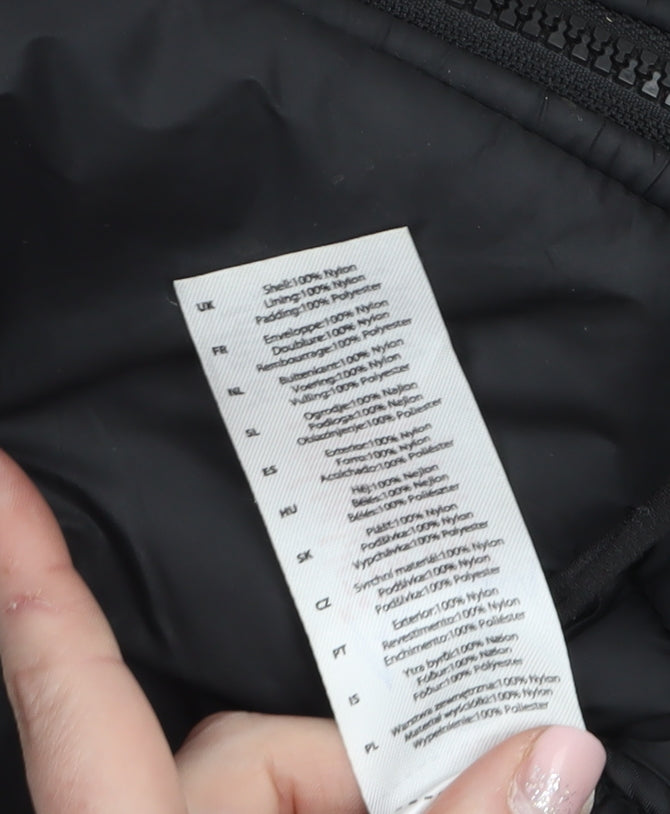 UK Shell:100% Nylon
Lining:100% Nylon
Padding:100% Polyester
FR Enveloppe:100% Nylon
Doublure:100% Nylon
Rembourrage:100% Polyester
NL Buitenkant:100% Nylon
Voering:100% Nylon
Vulling:100% Polyester
SL Ogrodje:100% Najlon
Podloga:100% Najlon
Oblazinjenje:100% Poliester
ES Exterior:100% Nylon
Forro:100% Nylon
Acolchado:100% Poliéster
HU Héj:100% Nejlon
Bélés:100% Nejlon
Bélés:100% Poliészter
SK Plášť:100% Nylon
Podšívka:100% Nylon
Vypchávka:100% Polyester
CZ Svrchní materiál:100% Nylon
Podšívka:100% Nylon
Podšívka:100% Polyester
PT Exterior:100% Nylon
Revestimento:100% Nylon
Enchimento:100% Poliéster
IS Ytra byrði:100% Nælon
Fóður:100% Nælon
Fóður:100% Pólýester
PL Warstwa zewnętrzna:100% Nylon
Materiał wyściółki:100% Nylon
Wypełnienie:100% Poliester